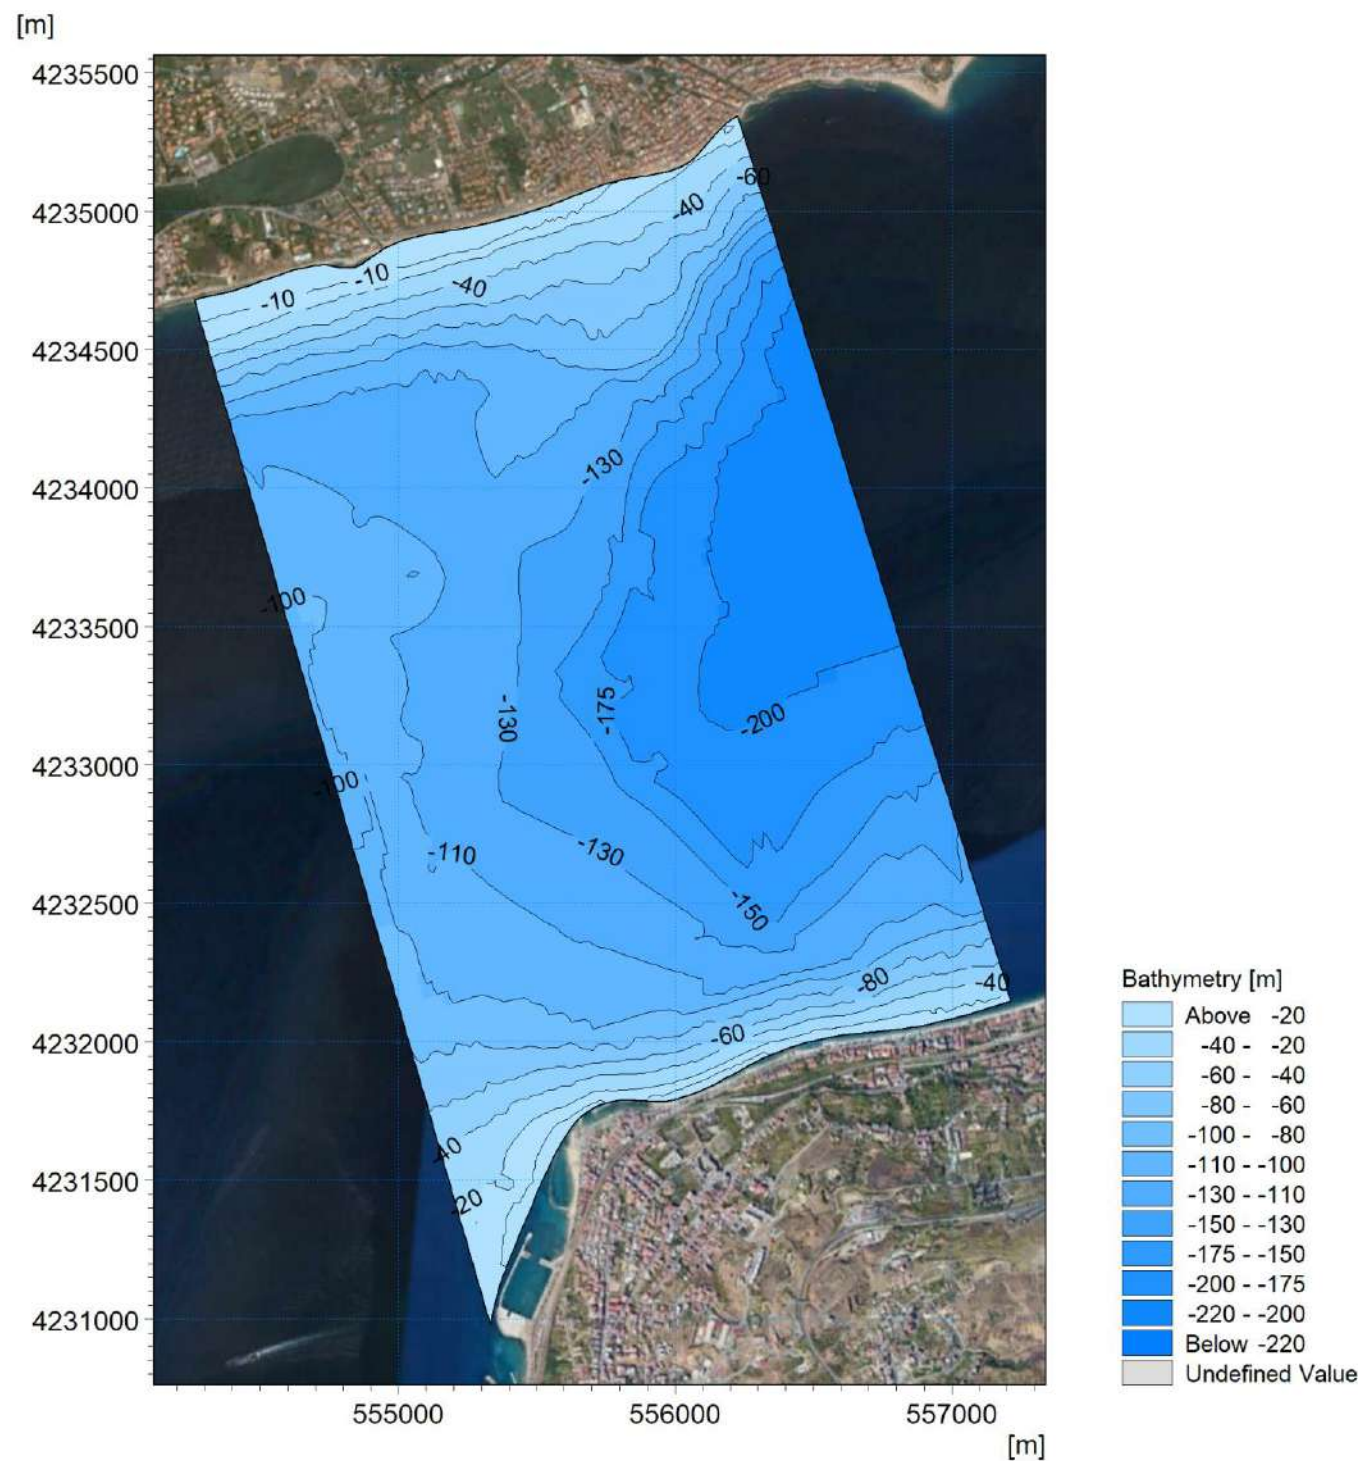 [m]
4235500
4235000
4234500
4234000
4233500
4233000
4232500
4232000
4231500
4231000
-60
-40
-10
-10
-40
-130
-100
-175
-130
-200
-100
-110
-130
-150
-80
-40
-60
-40
-20
555000 556000 557000
[m]
Bathymetry [m]
Above -20
-40 - -20
-60 - -40
-80 - -60
-100 - -80
-110 - -100
-130 - -110
-150 - -130
-175 - -150
-200 - -175
-220 - -200
Below -220
Undefined Value